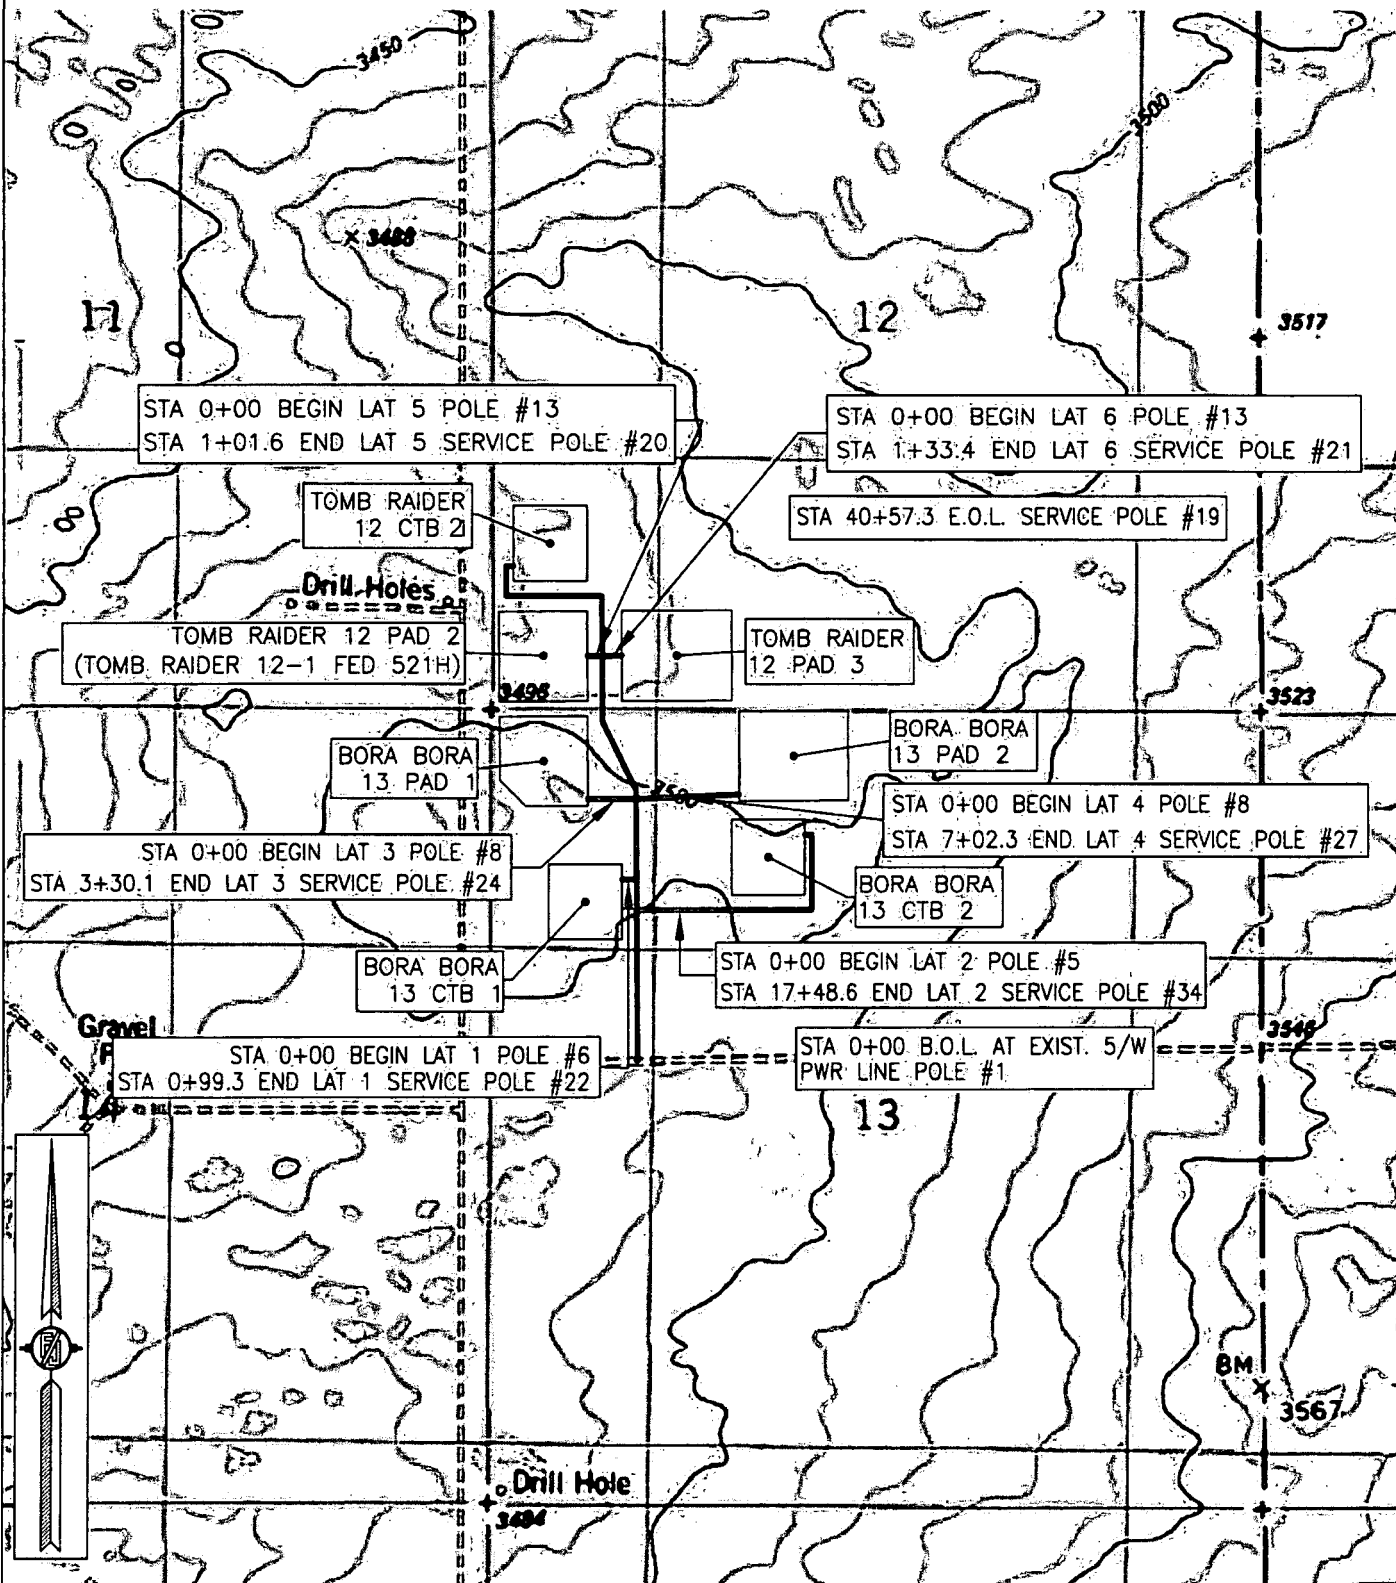 3450
3500
× 3488
11
12
3517
STA 0+00 BEGIN LAT 5 POLE #13
STA 1+01.6 END LAT 5 SERVICE POLE #20
STA 0+00 BEGIN LAT 6 POLE #13
STA 1+33.4 END LAT 6 SERVICE POLE #21
TOMB RAIDER
12 CTB 2
STA 40+57.3 E.O.L. SERVICE POLE #19
Drill Holes
TOMB RAIDER 12 PAD 2
(TOMB RAIDER 12-1 FED 521H)
TOMB RAIDER
12 PAD 3
3495
3523
BORA BORA
13 PAD 1
BORA BORA
13 PAD 2
3500
STA 0+00 BEGIN LAT 4 POLE #8
STA 7+02.3 END LAT 4 SERVICE POLE #27
STA 0+00 BEGIN LAT 3 POLE #8
STA 3+30.1 END LAT 3 SERVICE POLE #24
BORA BORA
13 CTB 2
BORA BORA
13 CTB 1
STA 0+00 BEGIN LAT 2 POLE #5
STA 17+48.6 END LAT 2 SERVICE POLE #34
Gravel
STA 0+00 BEGIN LAT 1 POLE #6
STA 0+99.3 END LAT 1 SERVICE POLE #22
STA 0+00 B.O.L. AT EXIST. 5/W
PWR LINE POLE #1
13
BM
3567
Drill Hole